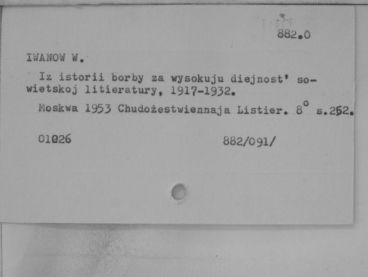 882.0
IWANOW W.
Iz istorii borby za wysokuju diejnost' so-
wietskoj litieratury, 1917-1932.
Moskwa 1953 Chudożestwiennaja Listier. 8° s.252.
01026
882/091/